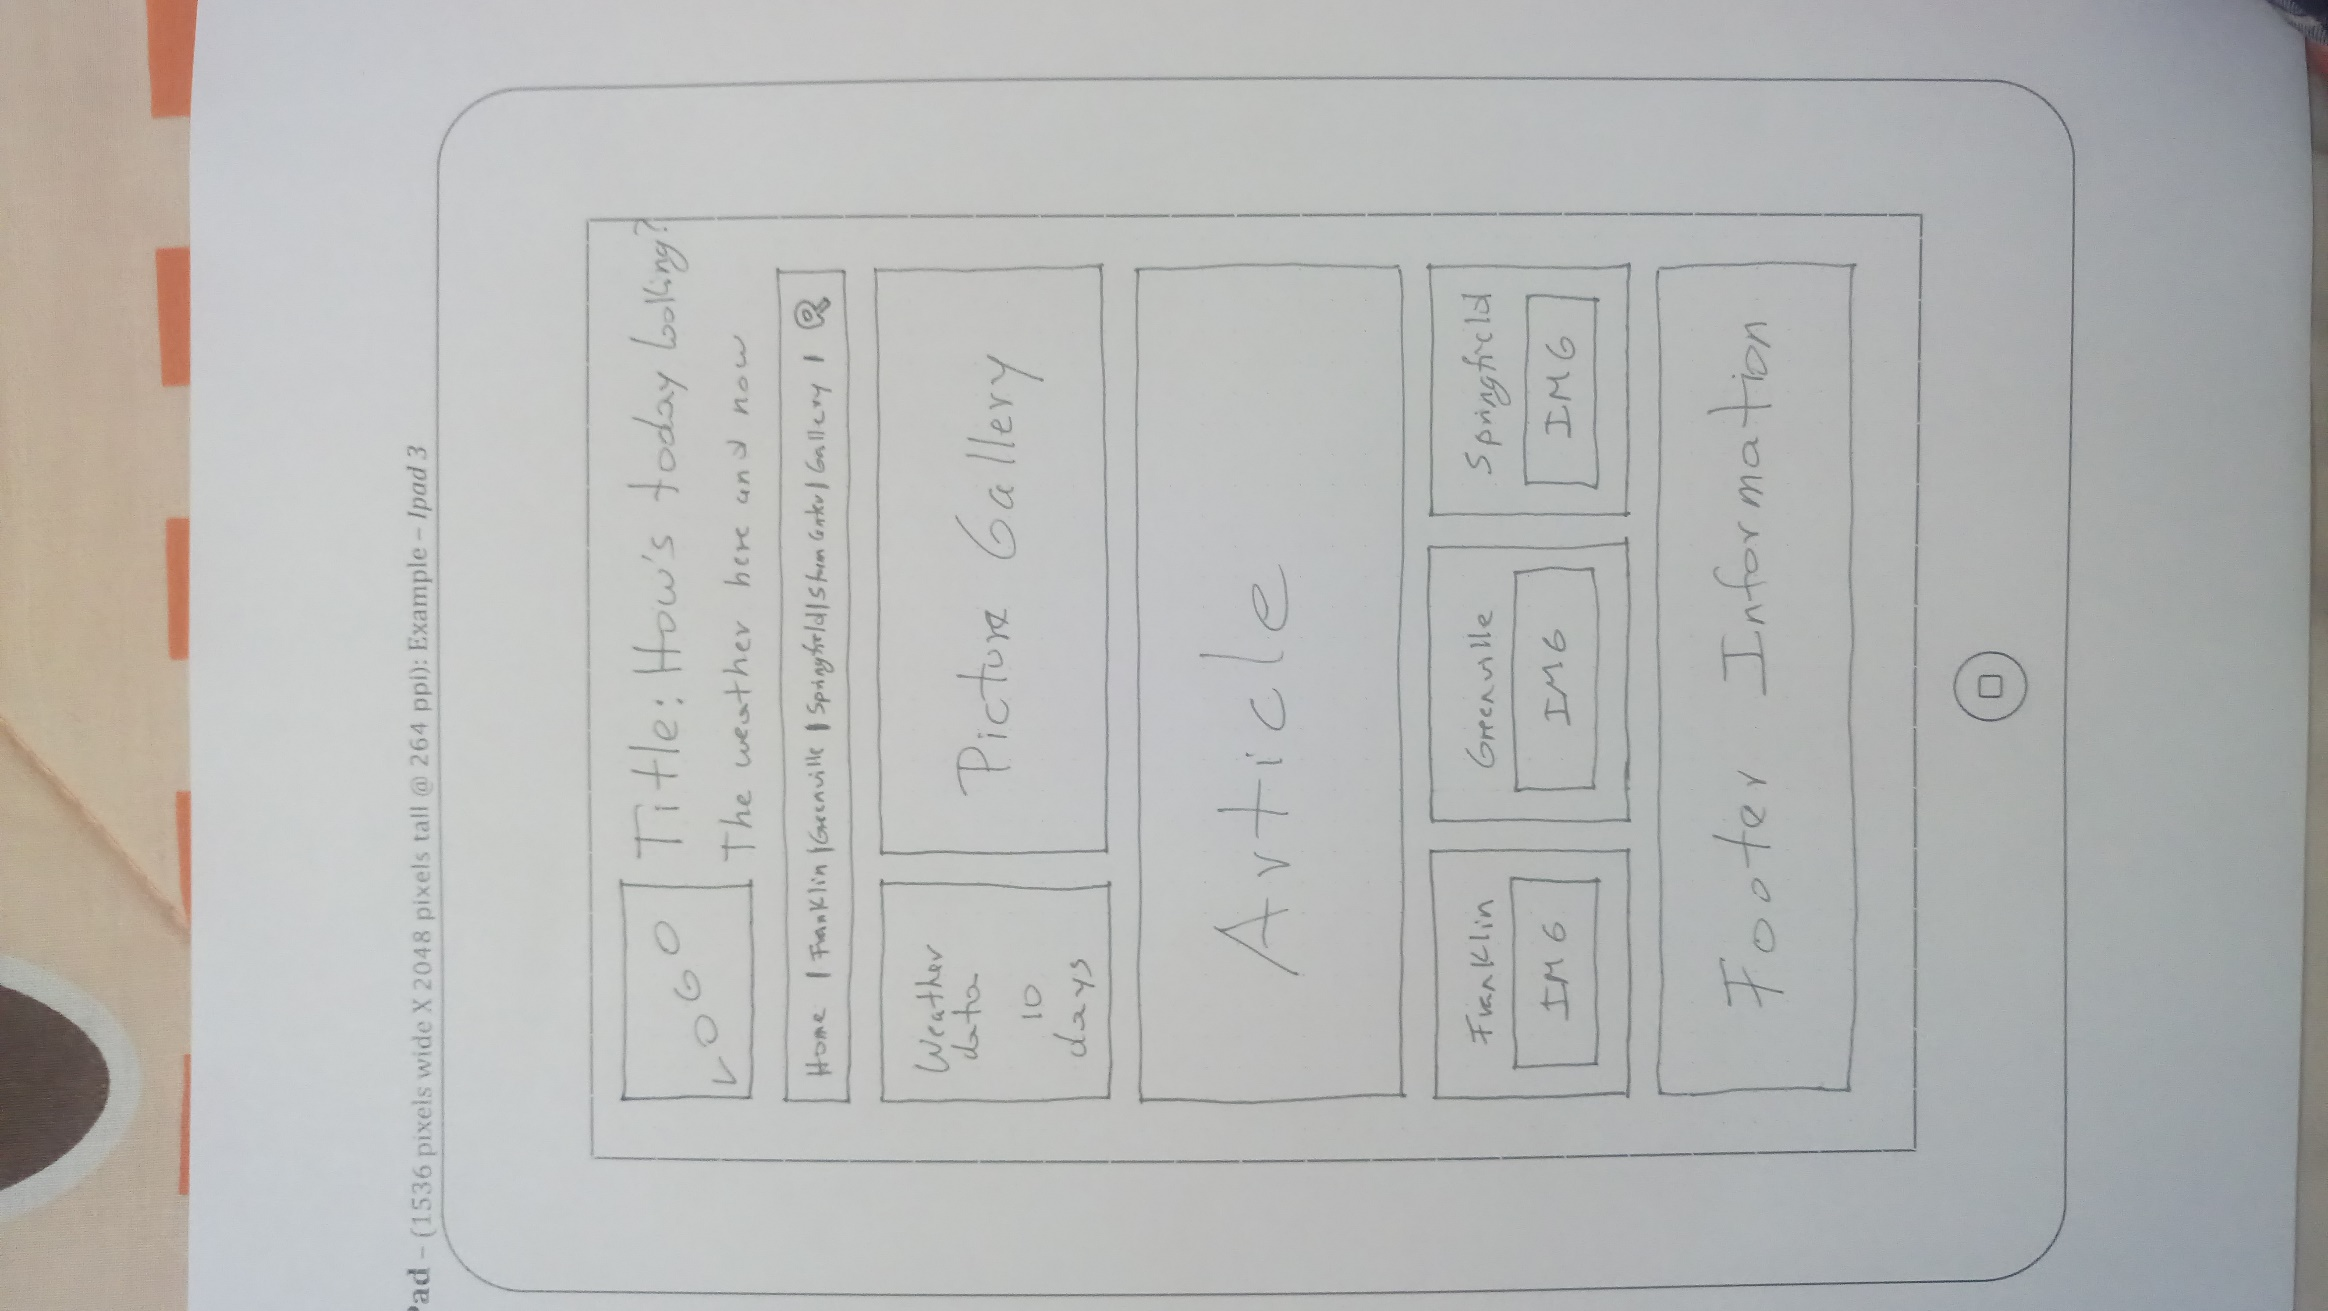 Pad – (1536 pixels wide X 2048 pixels tall @ 264 ppi): Example – Ipad 3
LOGO
Title: How's today looking?
The weather here and now
Home | Franklin | Greenville | Springfield | Storm Center | Gallery |
Weather
data
10
days
Picture Gallery
Article
Franklin
IMG
Greenville
IMG
Springfield
IMG
Footer Information